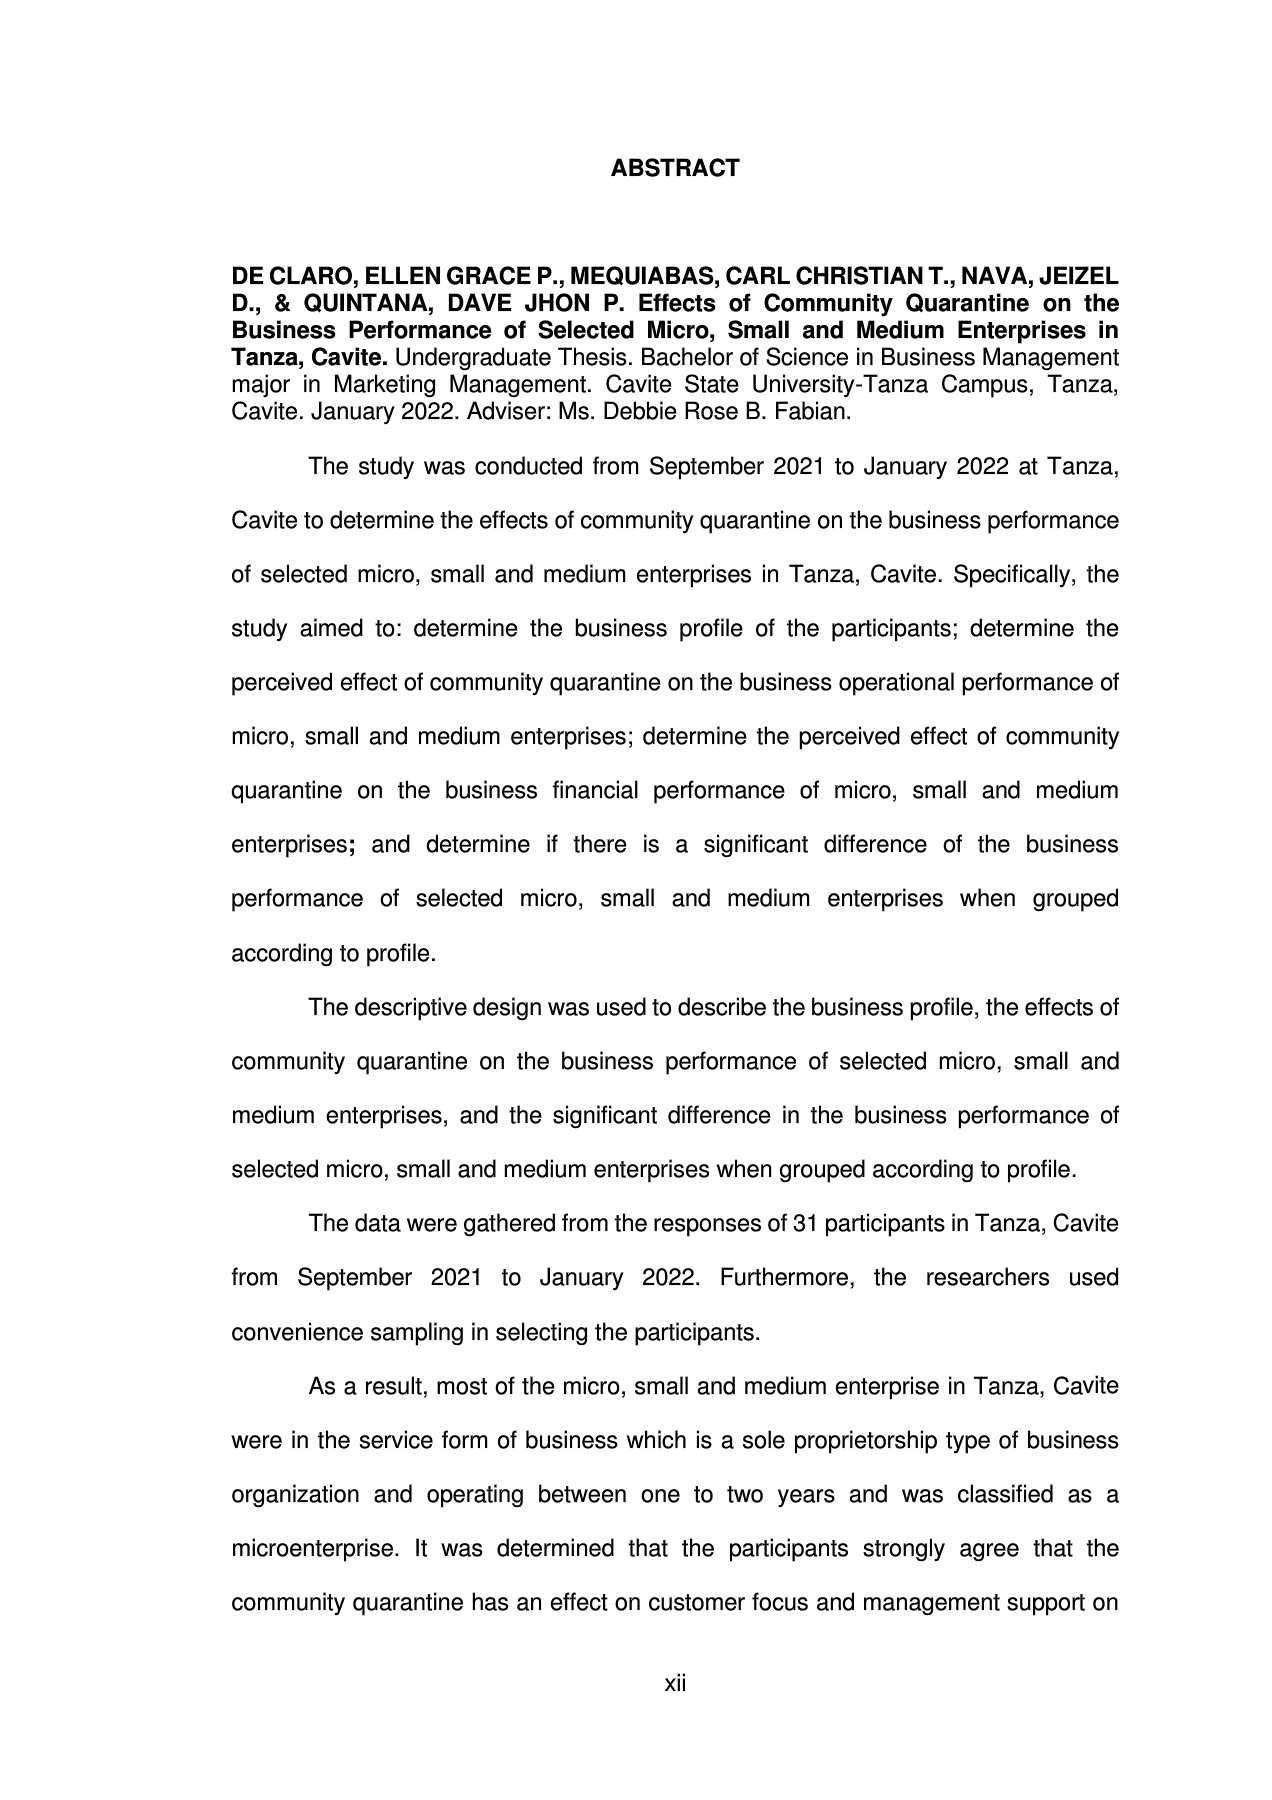 ABSTRACT
DE CLARO, ELLEN GRACE P., MEQUIABAS, CARL CHRISTIAN T., NAVA, JEIZEL
D., & QUINTANA, DAVE JHON P. Effects of Community Quarantine on the
Business Performance of Selected Micro, Small and Medium Enterprises in
Tanza, Cavite. Undergraduate Thesis. Bachelor of Science in Business Management
major in Marketing Management. Cavite State University-Tanza Campus, Tanza,
Cavite. January 2022. Adviser: Ms. Debbie Rose B. Fabian.
The study was conducted from September 2021 to January 2022 at Tanza,
Cavite to determine the effects of community quarantine on the business performance
of selected micro, small and medium enterprises in Tanza, Cavite. Specifically, the
study aimed to: determine the business profile of the participants; determine the
perceived effect of community quarantine on the business operational performance of
micro, small and medium enterprises; determine the perceived effect of community
quarantine on the business financial performance of micro, small and medium
enterprises; and determine if there is a significant difference of the business
performance of selected micro, small and medium enterprises when grouped
according to profile.
The descriptive design was used to describe the business profile, the effects of
community quarantine on the business performance of selected micro, small and
medium enterprises, and the significant difference in the business performance of
selected micro, small and medium enterprises when grouped according to profile.
The data were gathered from the responses of 31 participants in Tanza, Cavite
from September 2021 to January 2022. Furthermore, the researchers used
convenience sampling in selecting the participants.
As a result, most of the micro, small and medium enterprise in Tanza, Cavite
were in the service form of business which is a sole proprietorship type of business
organization and operating between one to two years and was classified as a
microenterprise. It was determined that the participants strongly agree that the
community quarantine has an effect on customer focus and management support on
xii